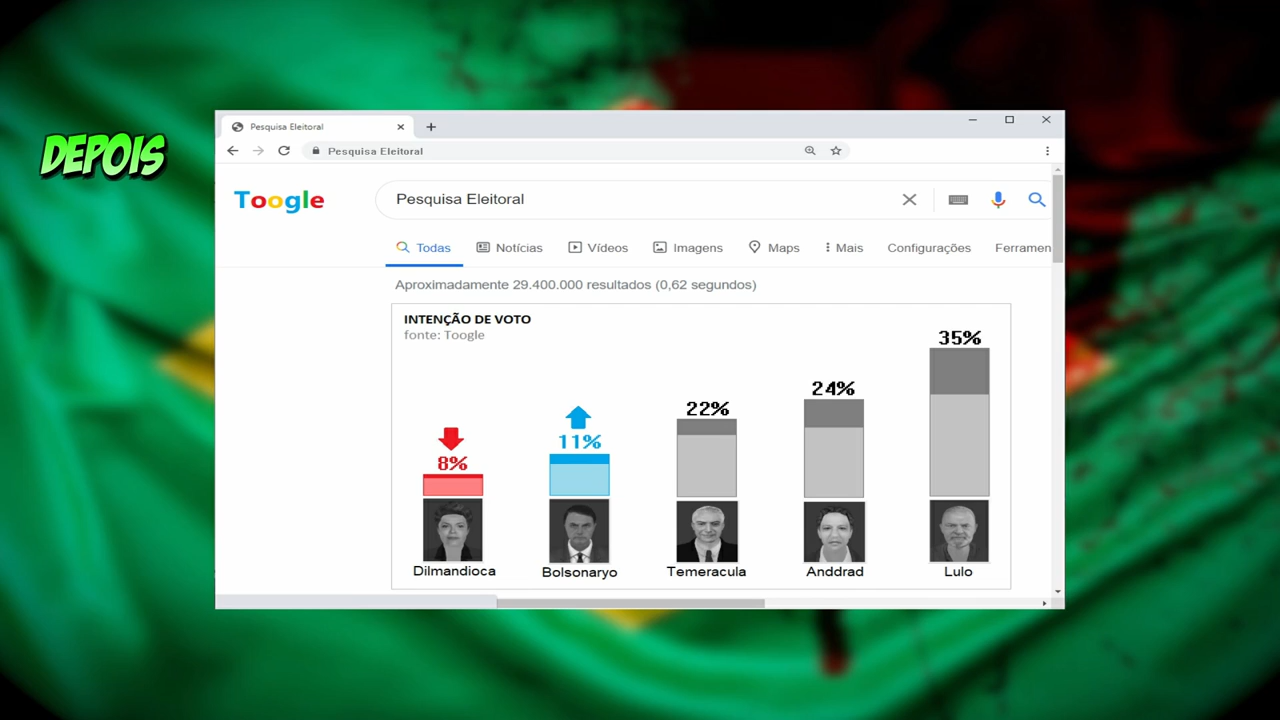 DEPOIS
Pesquisa Eleitoral
Pesquisa Eleitoral
Toogle
Pesquisa Eleitoral
Todas Notícias Vídeos Imagens Maps Mais Configurações Ferramen
Aproximadamente 29.400.000 resultados (0,62 segundos)
INTENÇÃO DE VOTO
fonte: Toogle
8% 11% 22% 24% 35%
Dilmandioca Bolsonaryo Temeracula Anddrad Lulo